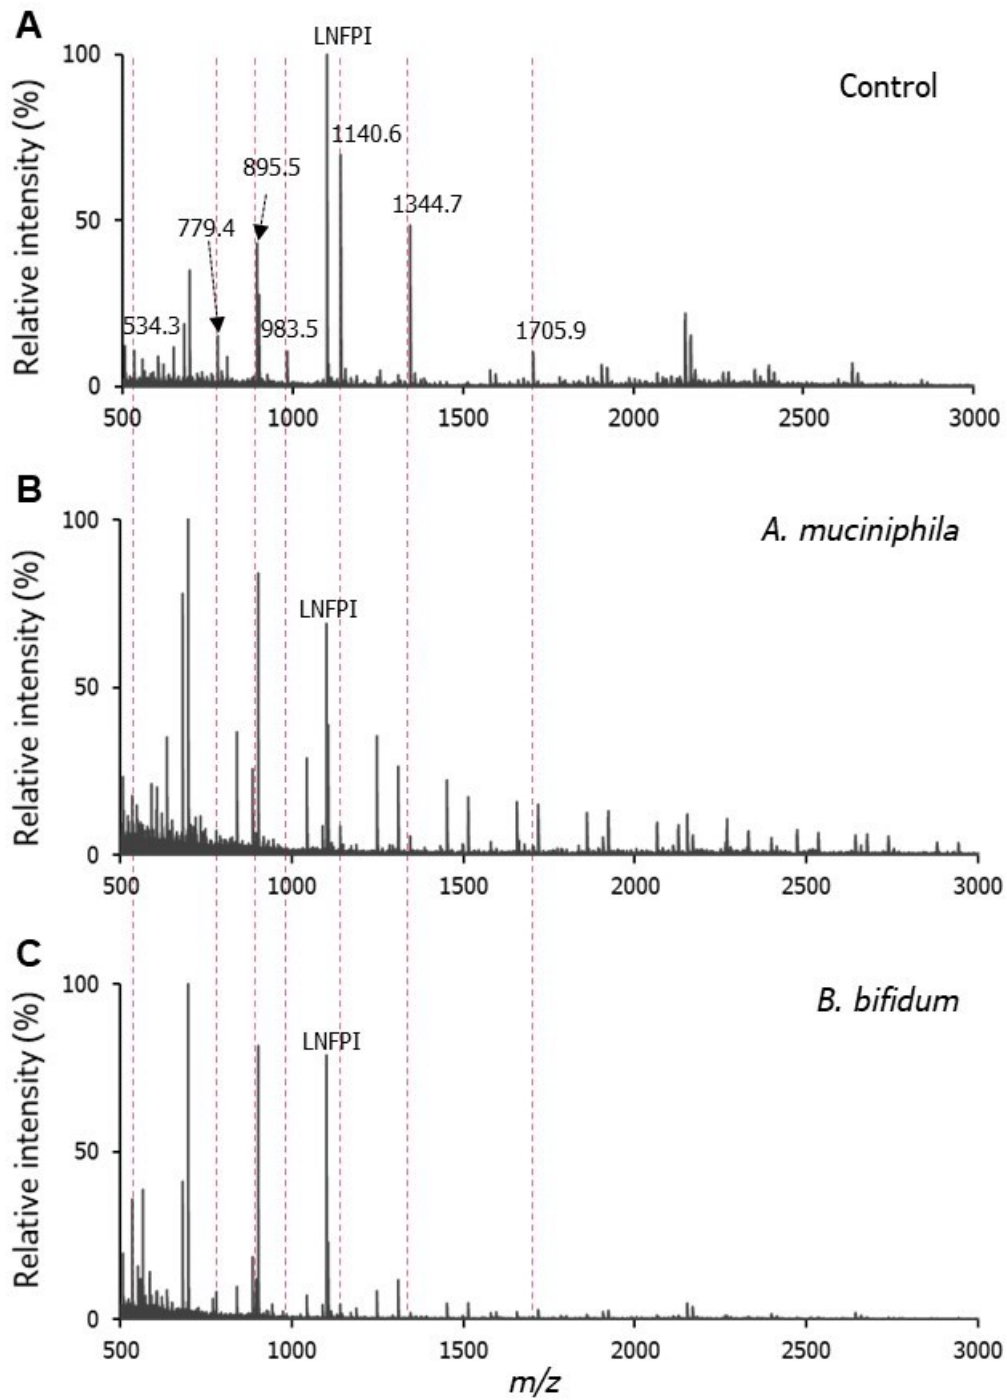 A
LNFPI
Control
1140.6
895.5
1344.7
779.4
534.3
983.5
1705.9
Relative intensity (%)
100
50
0
500 1000 1500 2000 2500 3000
B
A. muciniphila
LNFPI
Relative intensity (%)
100
50
0
500 1000 1500 2000 2500 3000
C
B. bifidum
LNFPI
Relative intensity (%)
100
50
0
500 1000 1500 2000 2500 3000
m/z